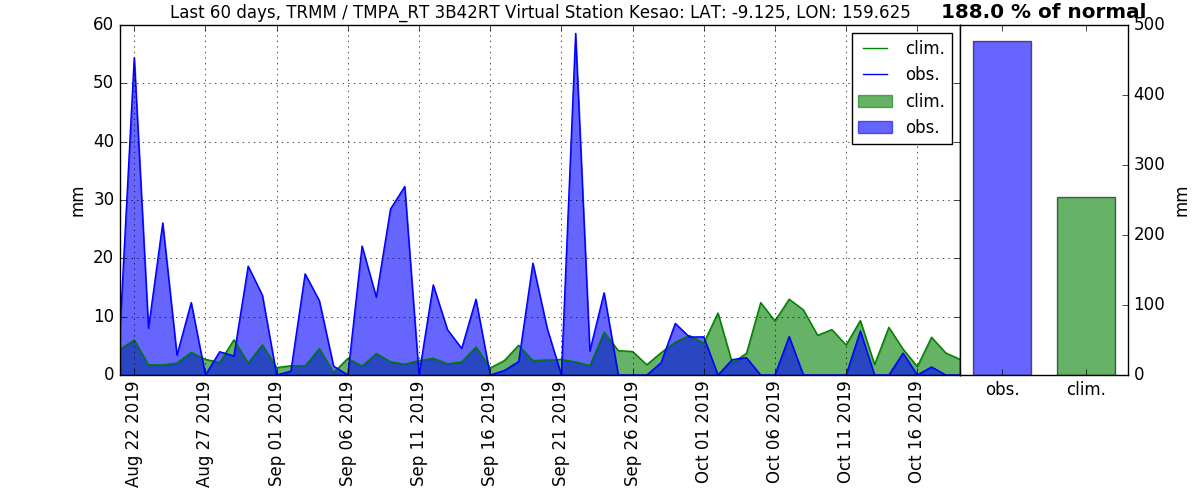 Last 60 days, TRMM / TMPA_RT 3B42RT Virtual Station Kesao: LAT: -9.125, LON: 159.625
188.0 % of normal
60
50
40
30
20
10
0
mm
clim.
obs.
clim.
obs.
500
400
300
200
100
0
mm
obs.
clim.
Aug 22 2019
Aug 27 2019
Sep 01 2019
Sep 06 2019
Sep 11 2019
Sep 16 2019
Sep 21 2019
Sep 26 2019
Oct 01 2019
Oct 06 2019
Oct 11 2019
Oct 16 2019